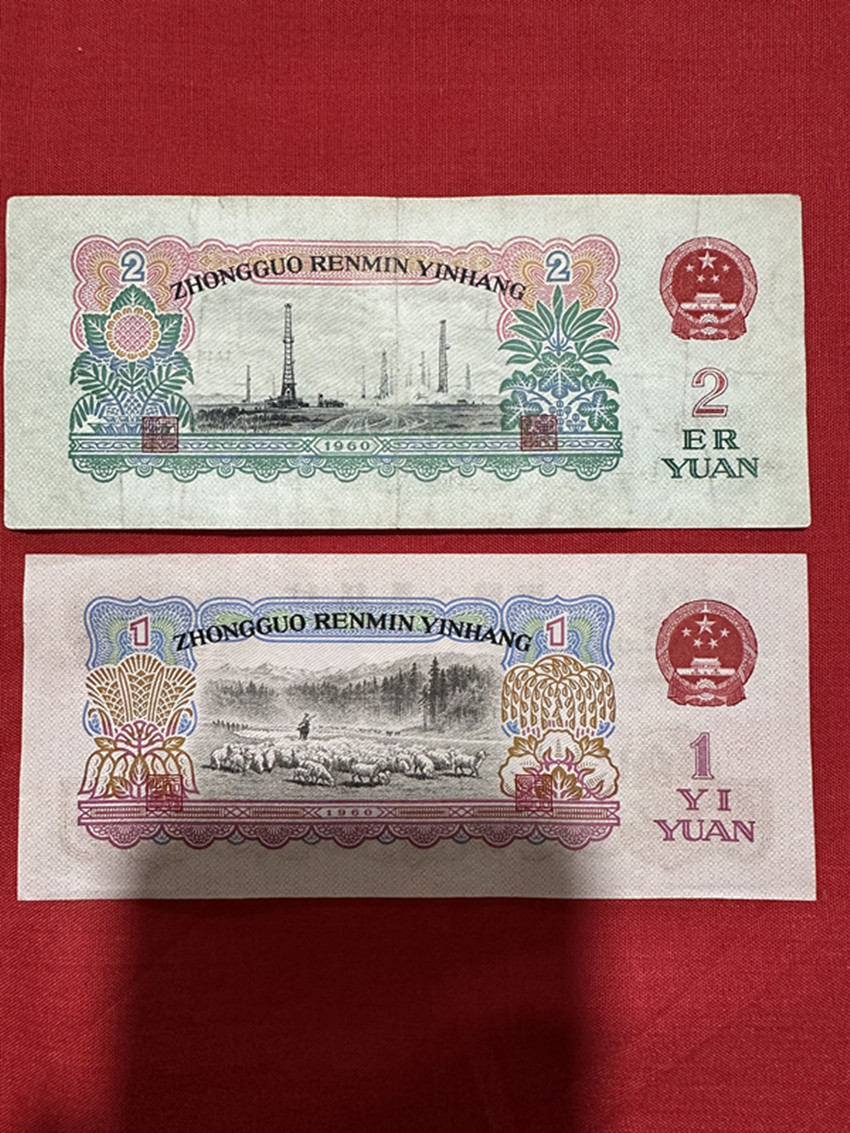 2
2
ZHONGGUO RENMIN YINHANG
1960
2
ER
YUAN
1
1
ZHONGGUO RENMIN YINHANG
1960
1
YI
YUAN